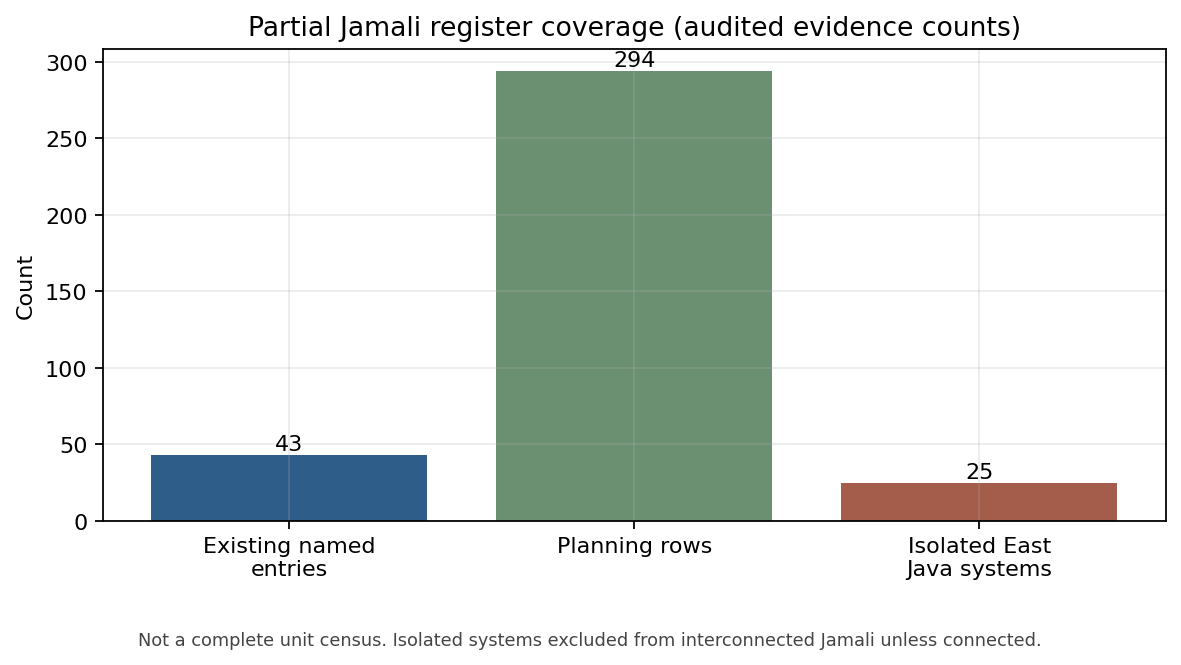 Partial Jamali register coverage (audited evidence counts)
Count
300
250
200
150
100
50
0
43
294
25
Existing named
entries
Planning rows
Isolated East
Java systems
Not a complete unit census. Isolated systems excluded from interconnected Jamali unless connected.